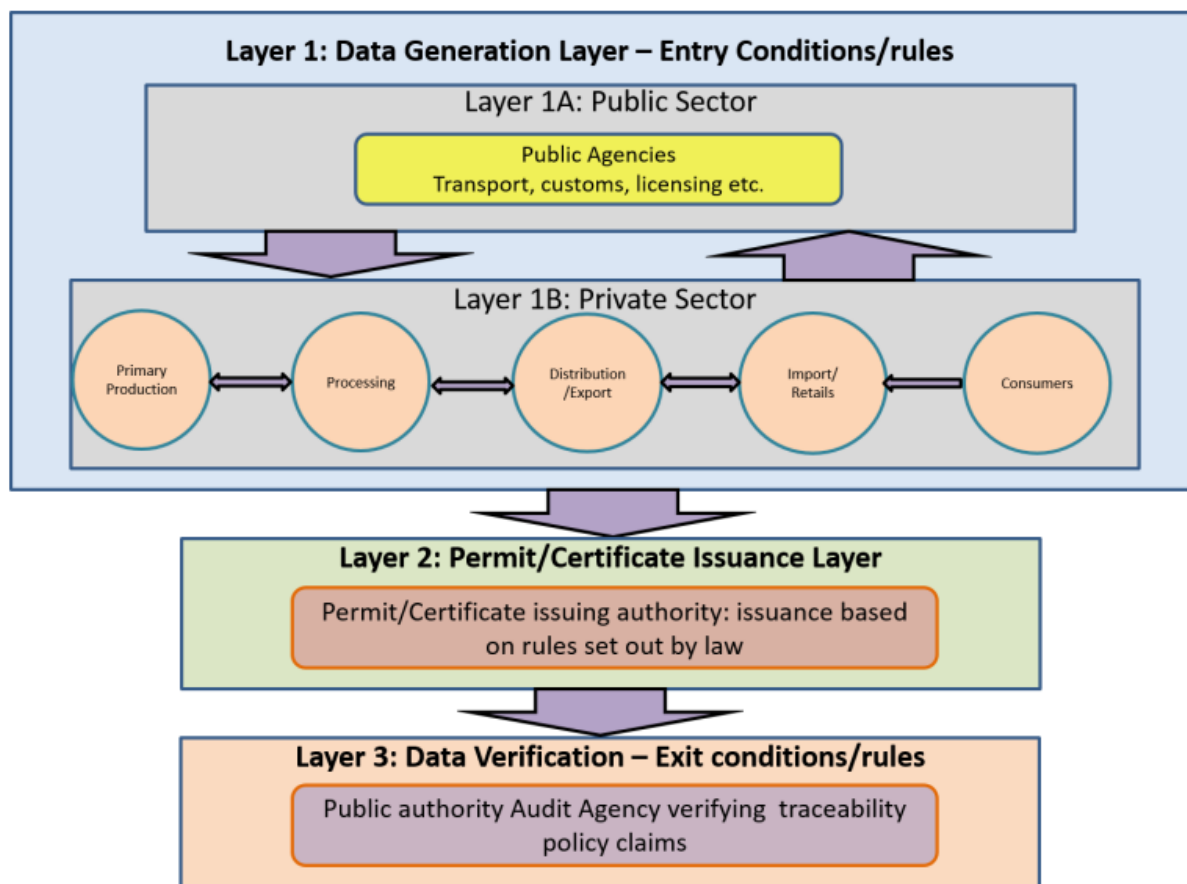 Layer 1: Data Generation Layer – Entry Conditions/rules
Layer 1A: Public Sector
Public Agencies
Transport, customs, licensing etc.
Layer 1B: Private Sector
Primary
Production
Processing
Distribution
/Export
Import/
Retails
Consumers
Layer 2: Permit/Certificate Issuance Layer
Permit/Certificate issuing authority: issuance based
on rules set out by law
Layer 3: Data Verification – Exit conditions/rules
Public authority Audit Agency verifying traceability
policy claims